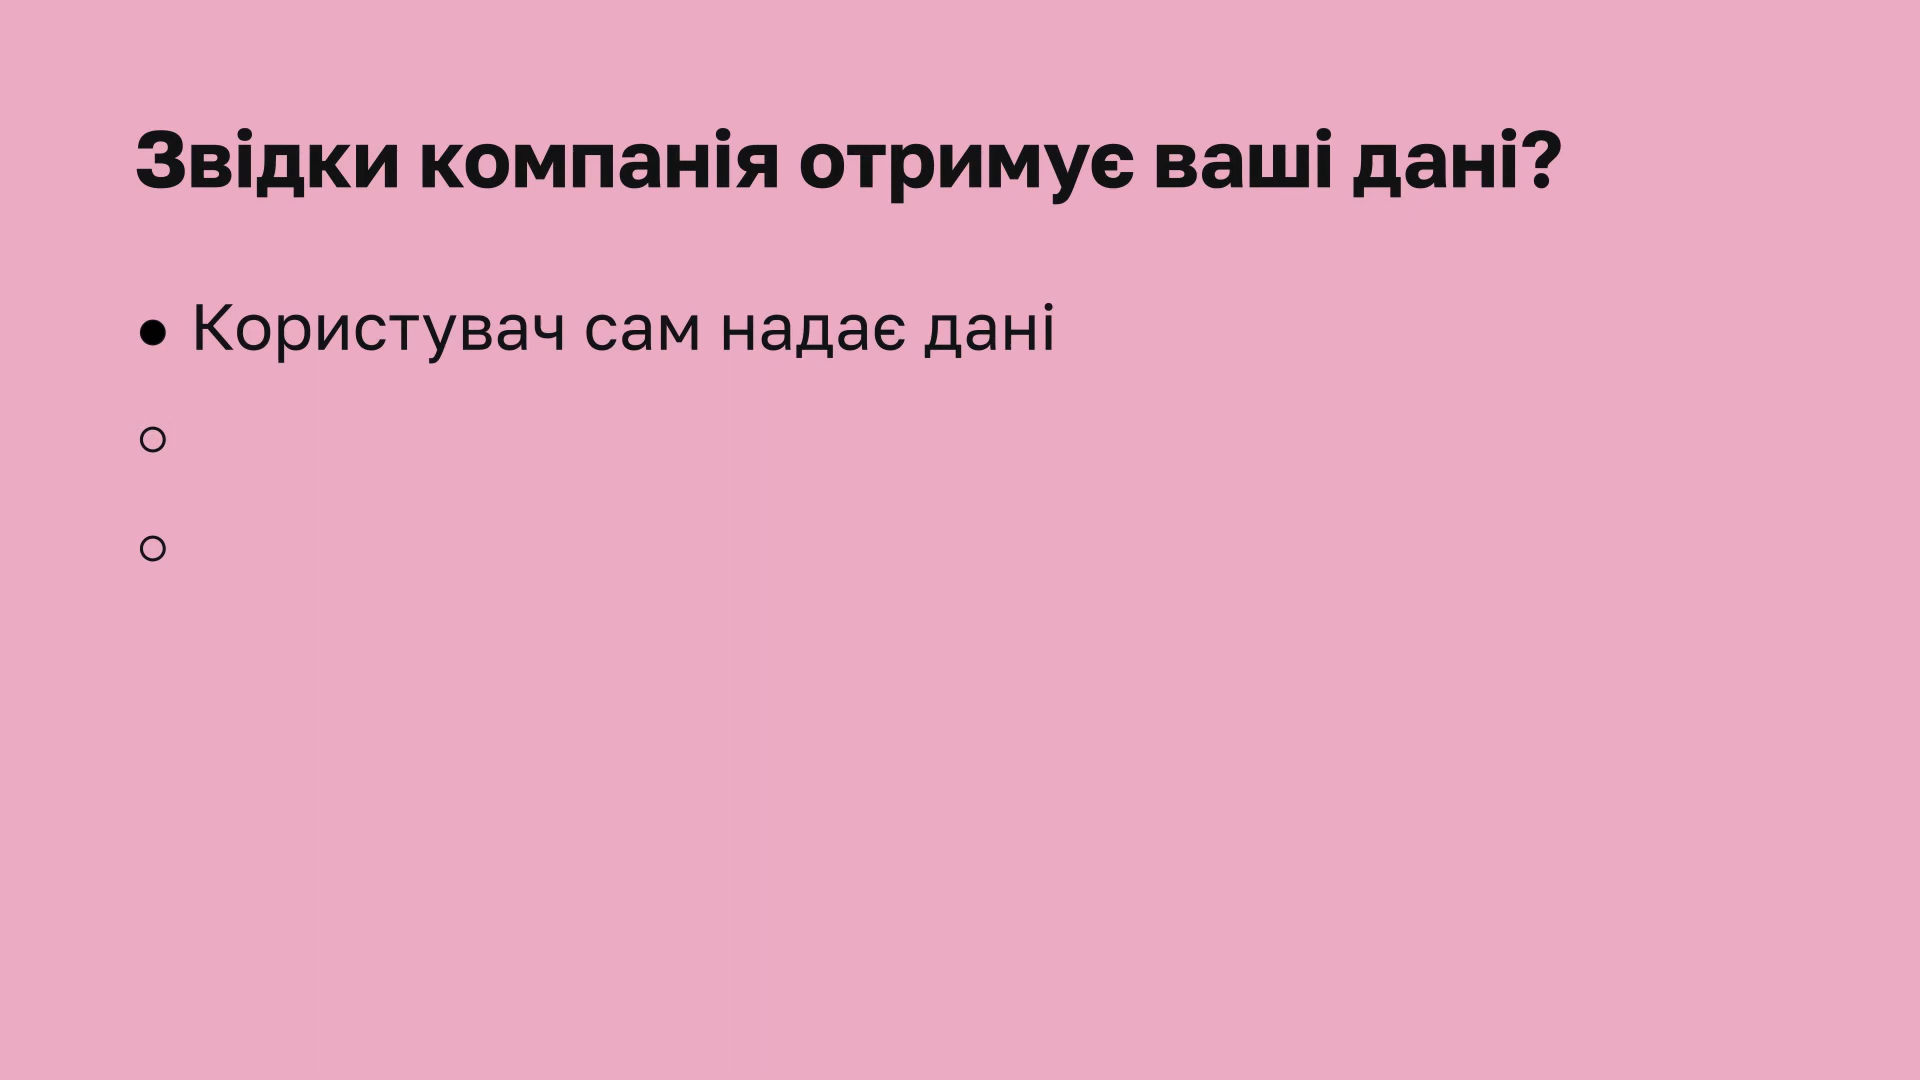 Звідки компанія отримує ваші дані?
● Користувач сам надає дані
○
○